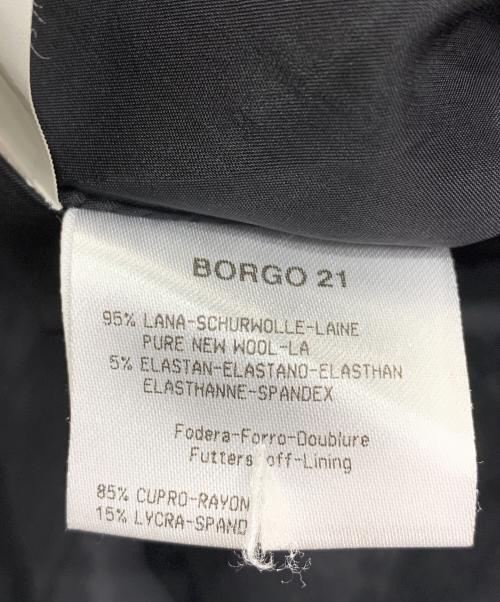 BORGO 21
95% LANA-SCHURWOLLE-LAINE
PURE NEW WOOL-LA
5% ELASTAN-ELASTANO-ELASTHAN
ELASTHANNE-SPANDEX
Fodera-Forro-Doublure
Futterstoff-Lining
85% CUPRO-RAYON
15% LYCRA-SPAND